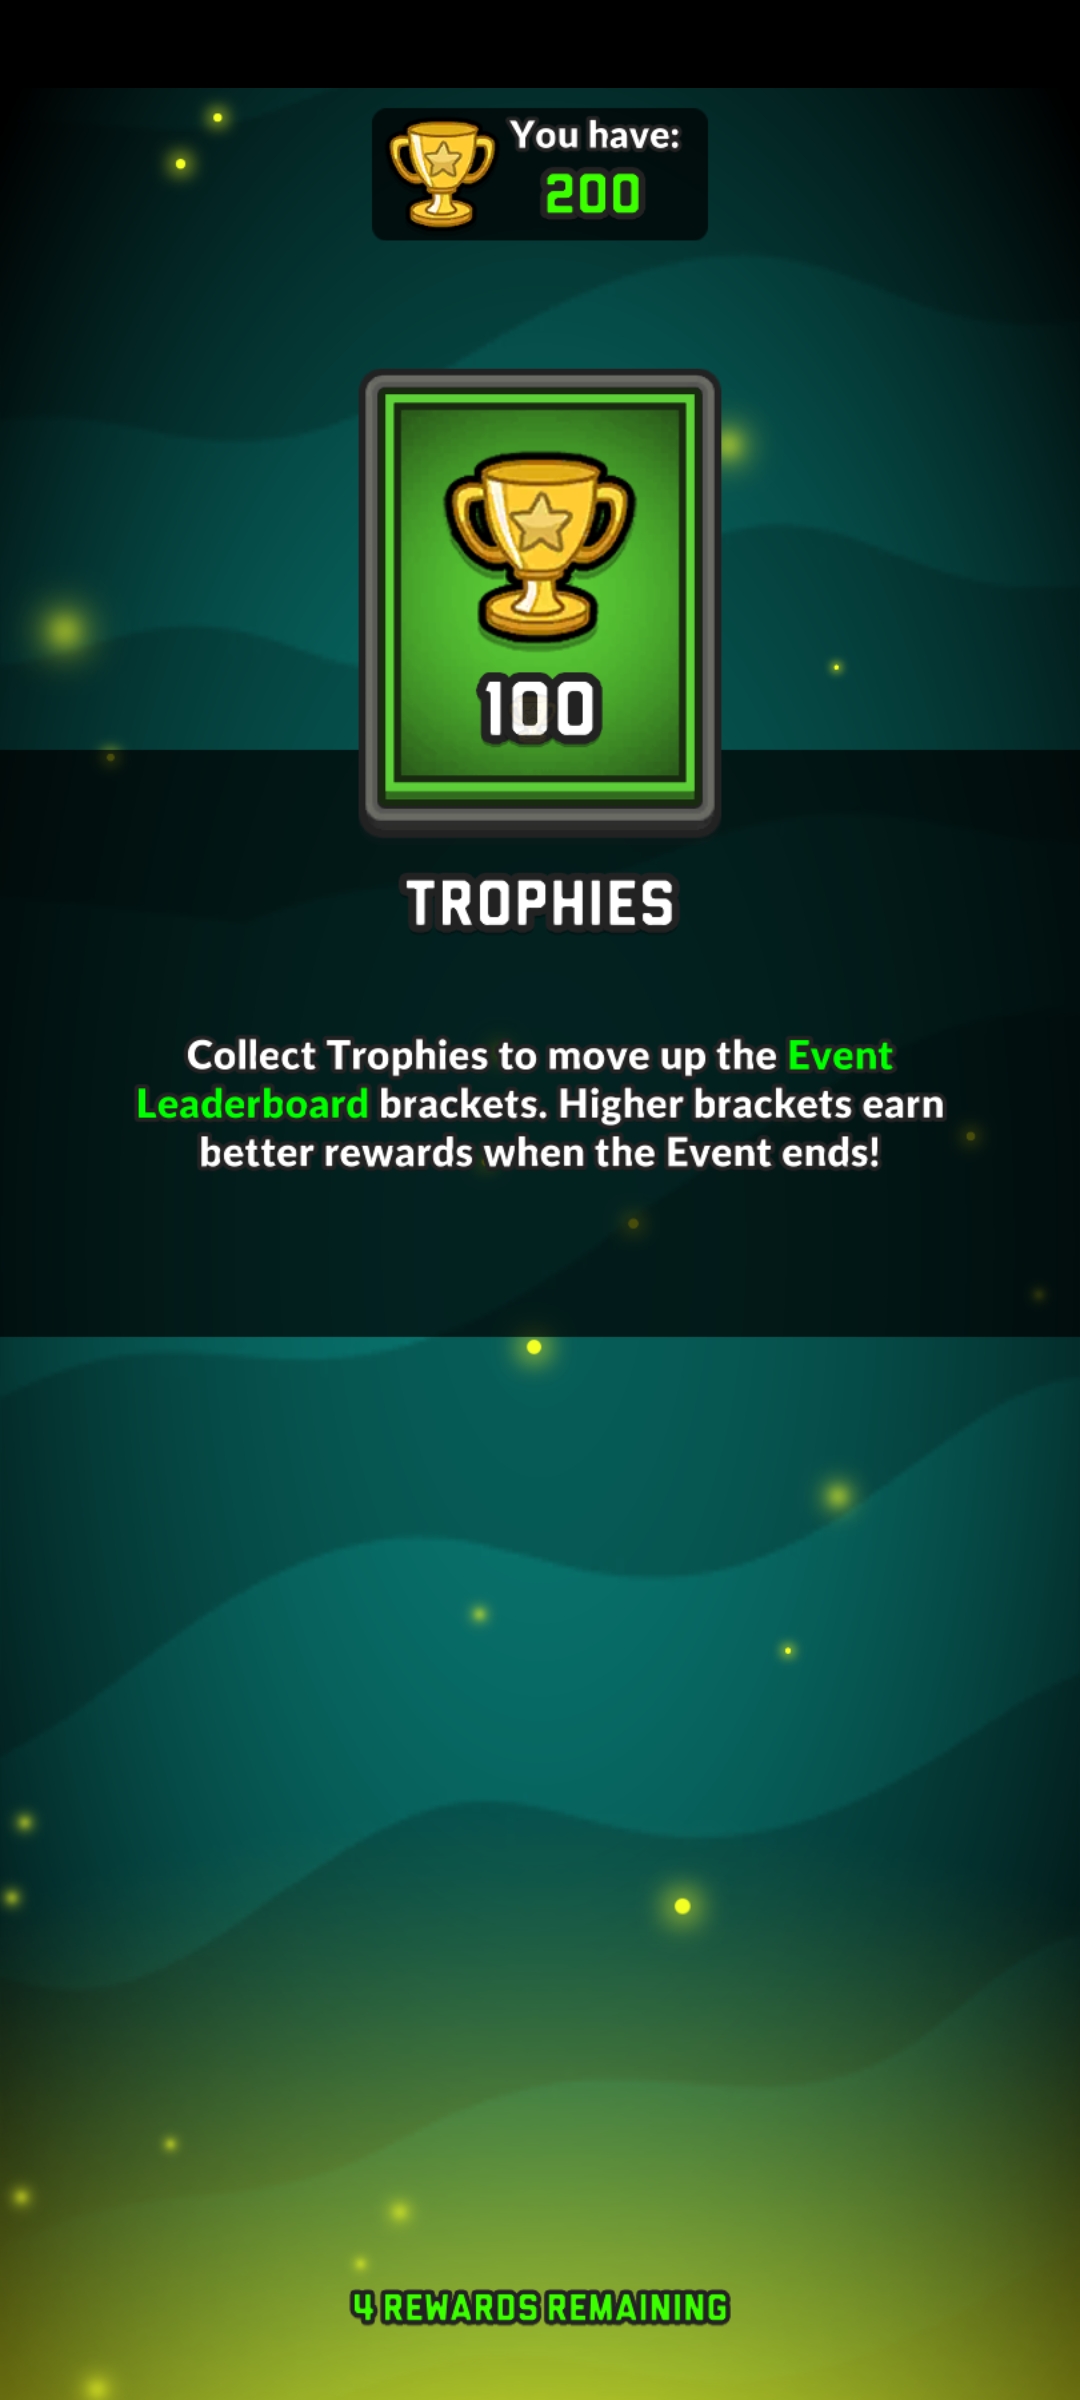 You have:
200
100
TROPHIES
Collect Trophies to move up the Event
Leaderboard brackets. Higher brackets earn
better rewards when the Event ends!
4 REWARDS REMAINING